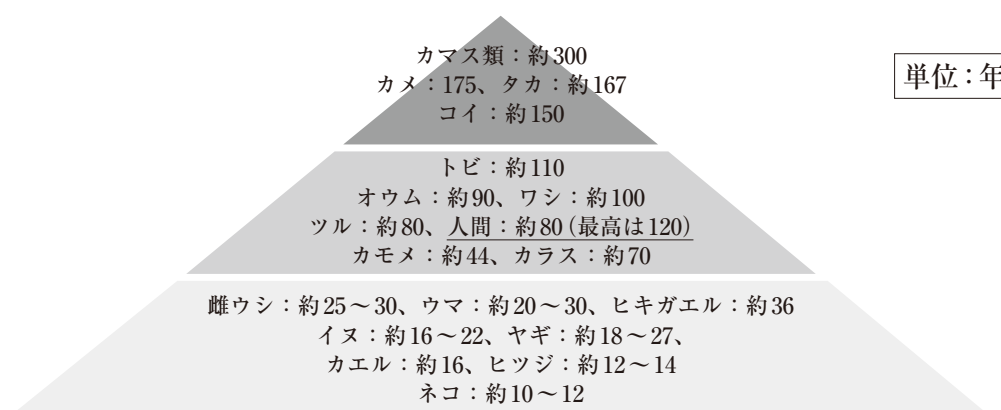 カマス類：約300
カメ：175、タカ：約167
コイ：約150
単位：年
トビ：約110
オウム：約90、ワシ：約100
ツル：約80、人間：約80（最高は120）
カモメ：約44、カラス：約70
雌ウシ：約25～30、ウマ：約20～30、ヒキガエル：約36
イヌ：約16～22、ヤギ：約18～27、
カエル：約16、ヒツジ：約12～14
ネコ：約10～12